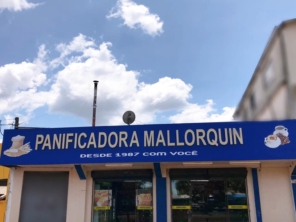 PANIFICADORA MALLORQUIN
DESDE 1987 COM VOCÊ